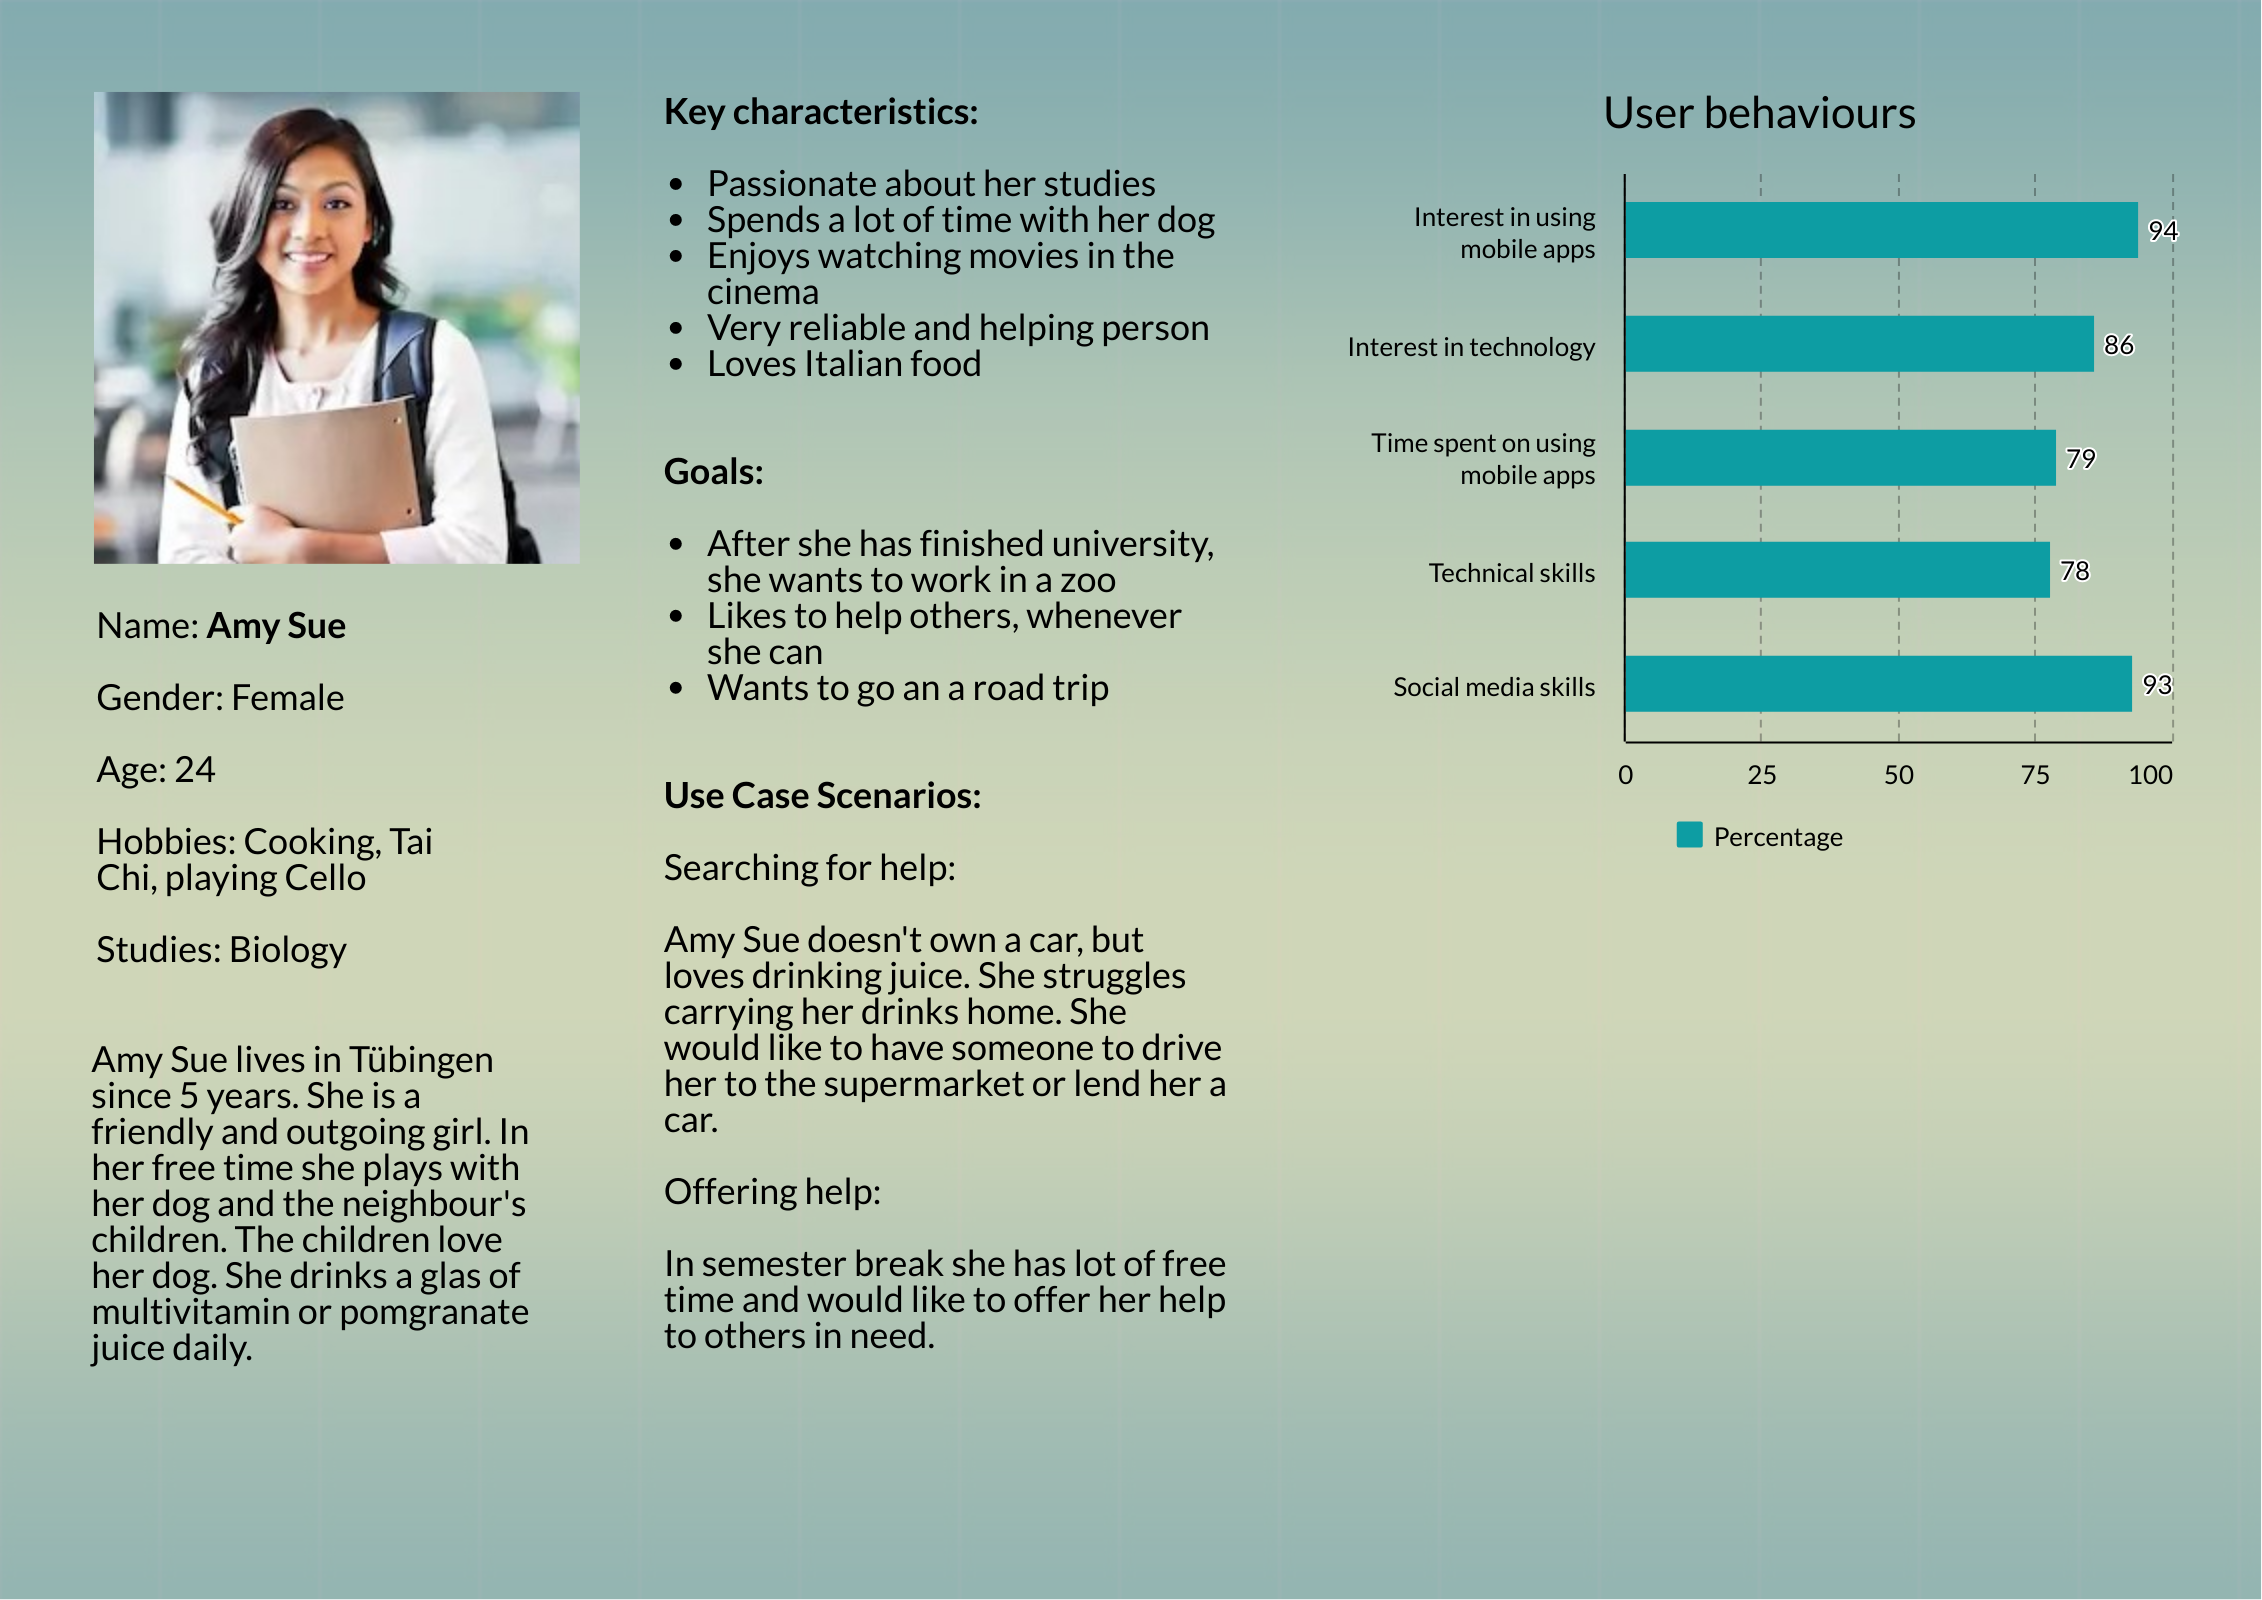 Name: Amy Sue
Gender: Female
Age: 24
Hobbies: Cooking, Tai
Chi, playing Cello
Studies: Biology
Amy Sue lives in Tübingen
since 5 years. She is a
friendly and outgoing girl. In
her free time she plays with
her dog and the neighbour's
children. The children love
her dog. She drinks a glas of
multivitamin or pomgranate
juice daily.
Key characteristics:
• Passionate about her studies
• Spends a lot of time with her dog
• Enjoys watching movies in the
cinema
• Very reliable and helping person
• Loves Italian food
Goals:
• After she has finished university,
she wants to work in a zoo
• Likes to help others, whenever
she can
• Wants to go an a road trip
Use Case Scenarios:
Searching for help:
Amy Sue doesn't own a car, but
loves drinking juice. She struggles
carrying her drinks home. She
would like to have someone to drive
her to the supermarket or lend her a
car.
Offering help:
In semester break she has lot of free
time and would like to offer her help
to others in need.
User behaviours
Interest in using
mobile apps
94
Interest in technology
86
Time spent on using
mobile apps
79
Technical skills
78
Social media skills
93
0 25 50 75 100
Percentage